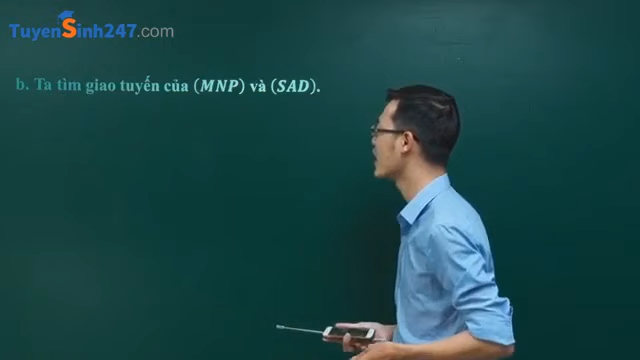 TuyenSinh247.com
b. Ta tìm giao tuyến của (MNP) và (SAD).